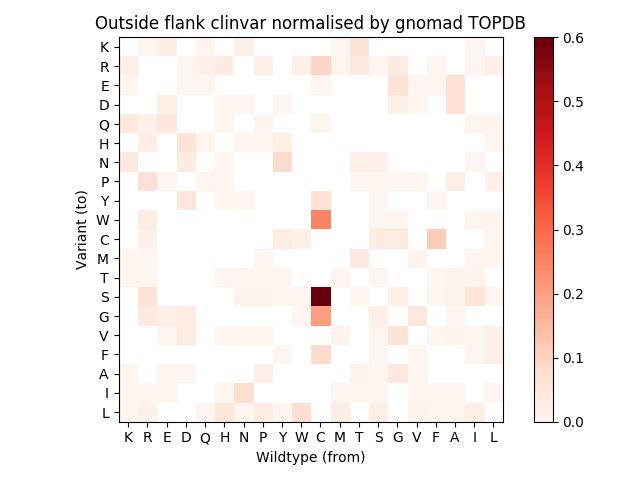 Outside flank clinvar normalised by gnomad TOPDB
Variant (to)
K
R
E
D
Q
H
N
P
Y
W
C
M
T
S
G
V
F
A
I
L
K R E D Q H N P Y W C M T S G V F A I L
Wildtype (from)
0.6
0.5
0.4
0.3
0.2
0.1
0.0